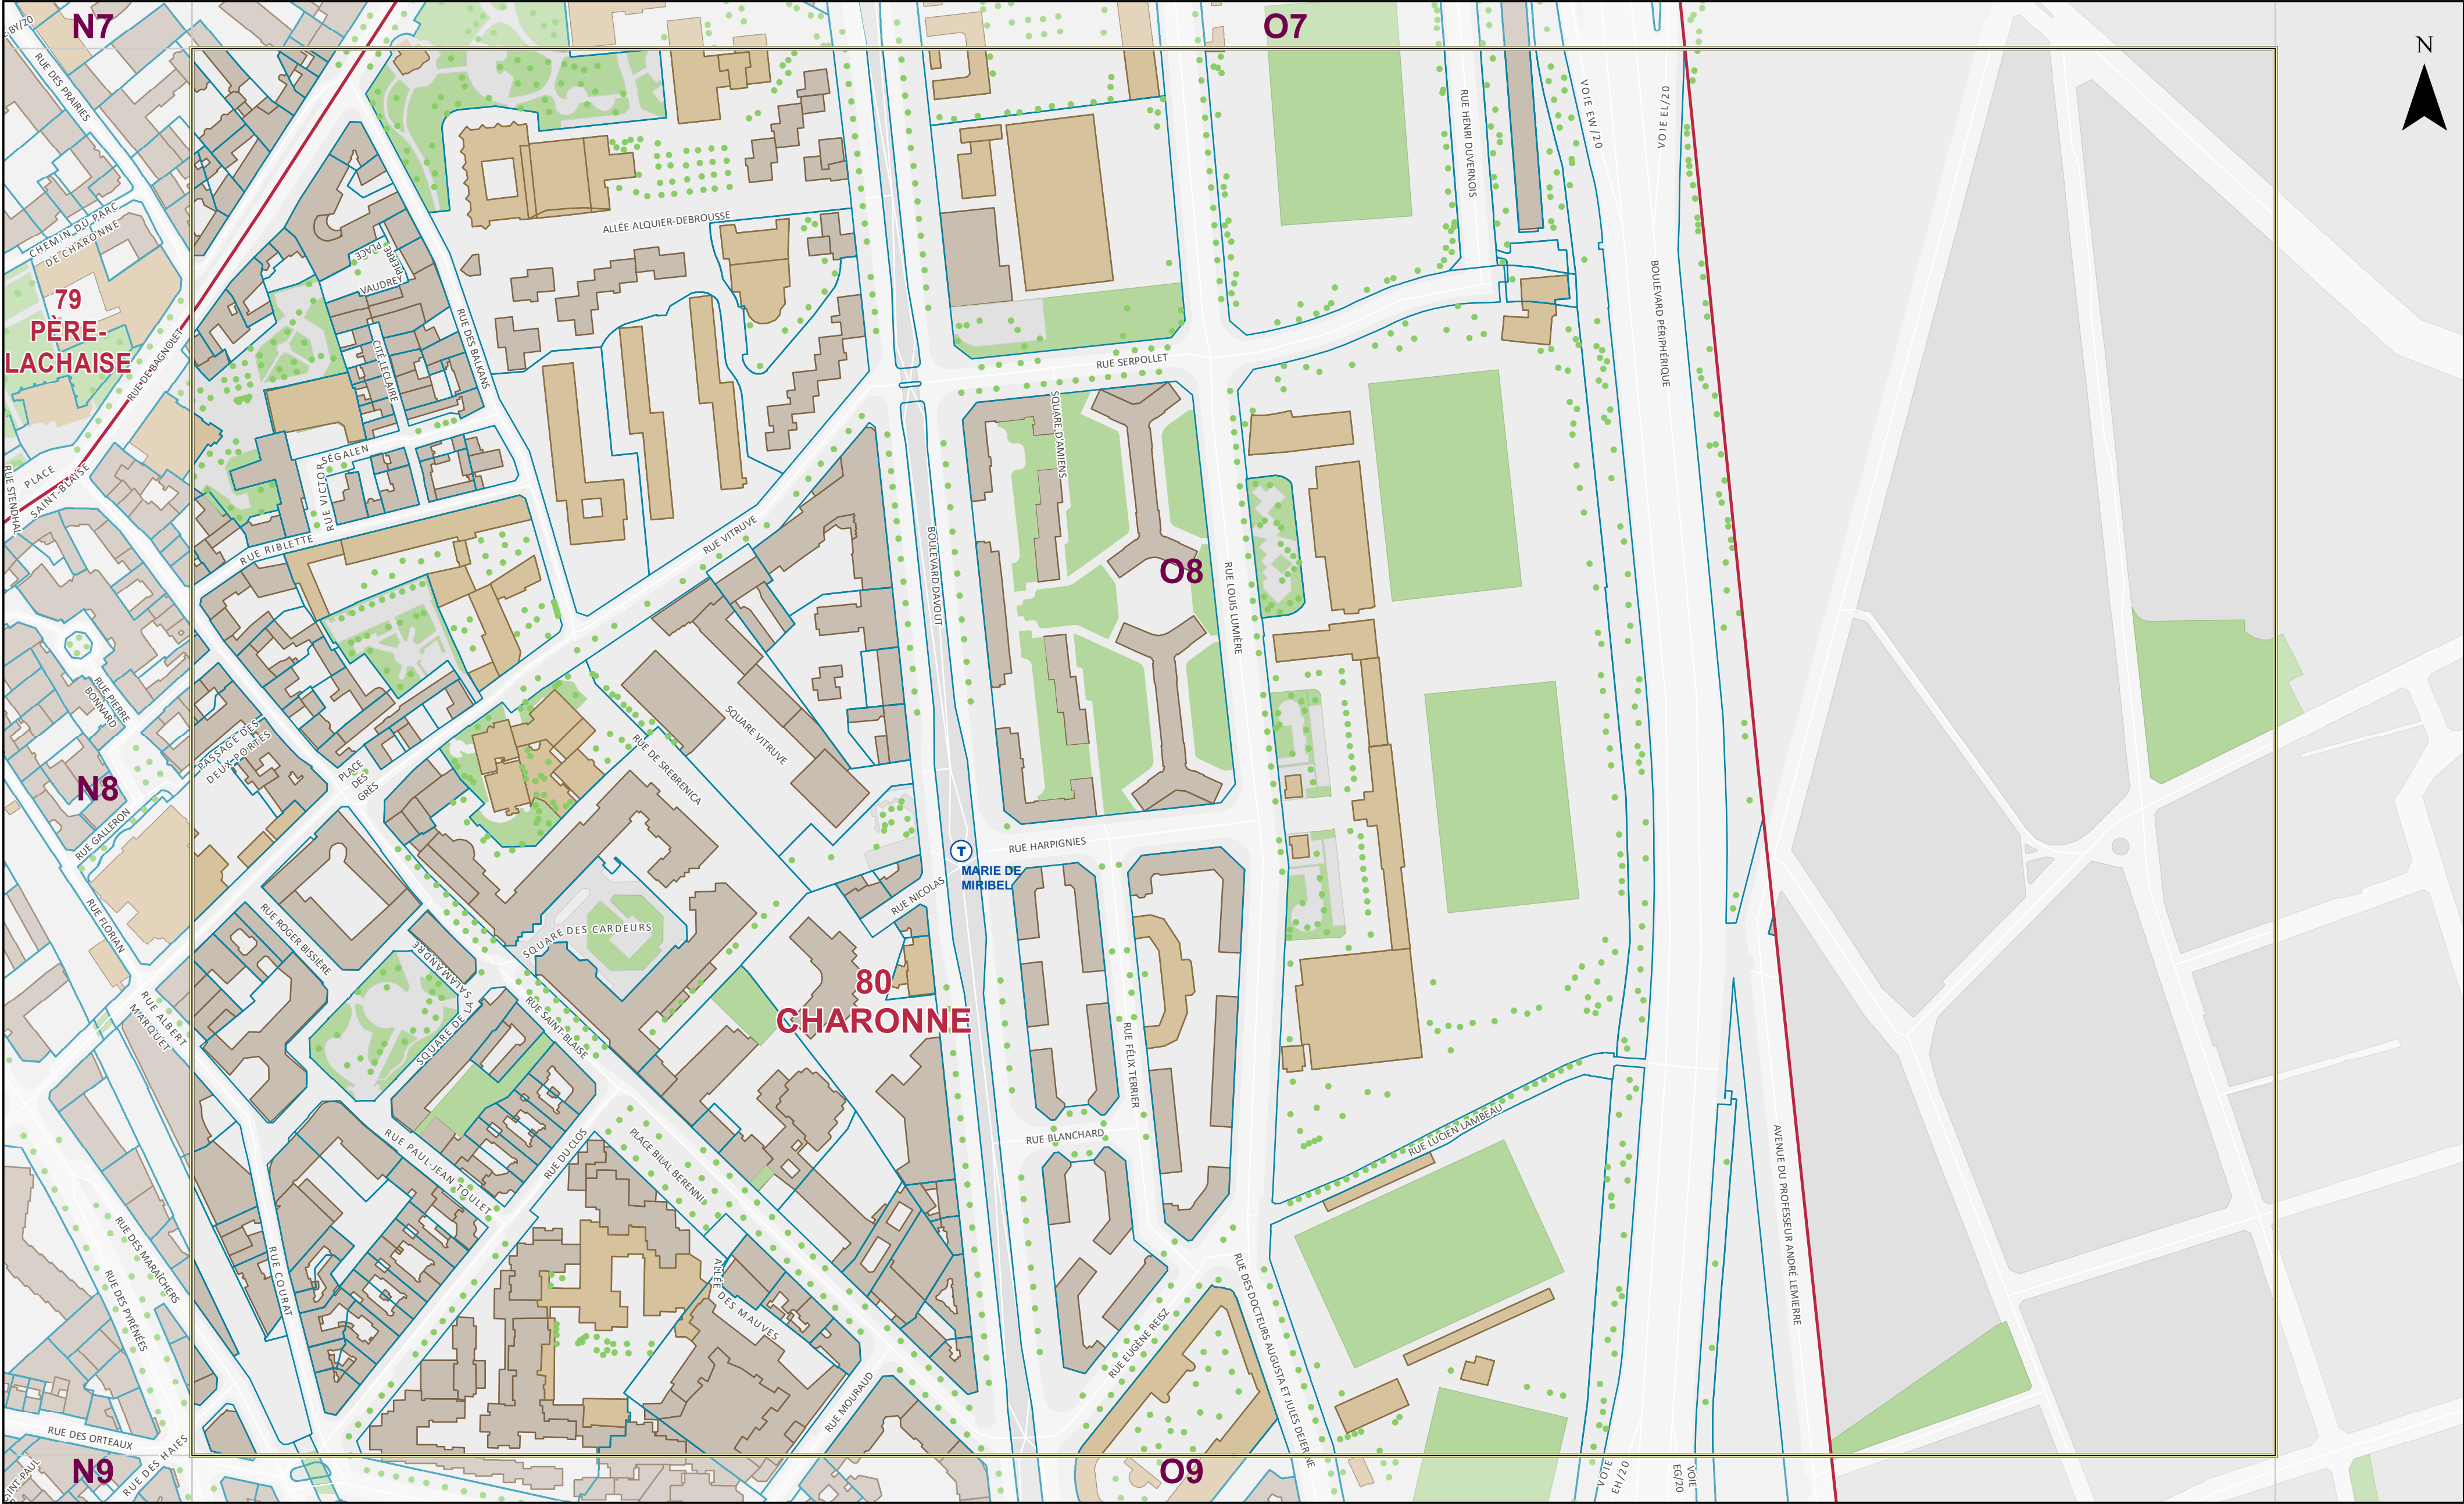 N7
O7
N
BY/20
RUE DES PRAIRIES
CHEMIN DU PARC
DE CHARONNE
79
PÈRE-
LACHAISE
RUE DE BAGNOLET
PLACE
SAINT-BLAISE
RUE STENDHAL
PLACE
PIERRE
VAUDREY
CITÉ LECLAIRE
RUE DES BALKANS
ALLÉE ALQUIER-DEBROUSSE
RUE HENRI DUVERNOIS
VOIE EW/20
VOIE EL/20
BOULEVARD PÉRIPHÉRIQUE
RUE SERPOLLET
SQUARE D'AMIENS
RUE VICTOR
SÉGALEN
RUE RIBLETTE
RUE VITRUVE
BOULEVARD DAVOUT
O8
RUE LOUIS LUMIÈRE
RUE PIERRE
BONNARD
PASSAGE DES
DEUX-PORTES
N8
RUE GALLERON
PLACE
DES
GRÈS
SQUARE VITRUVE
RUE DE SREBRENICA
RUE HARPIGNIES
T
MARIE DE
MIRIBEL
RUE NICOLAS
RUE FLORIAN
RUE ROGER BISSIÈRE
SQUARE DE LA
SALAMANDRE
SQUARE DES CARDEURS
RUE ALBERT
MARQUET
RUE SAINT-BLAISE
80
CHARONNE
RUE FÉLIX TERRIER
RUE BLANCHARD
RUE LUCIEN LAMBEAU
AVENUE DU PROFESSEUR ANDRÉ LEMIERRE
RUE PAUL-JEAN TOULET
RUE DU CLOS
PLACE BILAL BERENNI
RUE DES MARAÎCHERS
RUE DES PYRÉNÉES
RUE COURAT
ALLÉE
DES MAUVES
RUE EUGÈNE REISZ
RUE DES DOCTEURS AUGUSTA ET JULES DEJERINE
RUE MOURAUD
RUE DES ORTEAUX
RUE DES HAIES
N9
O9
VOIE
EH/20
VOIE
EG/20